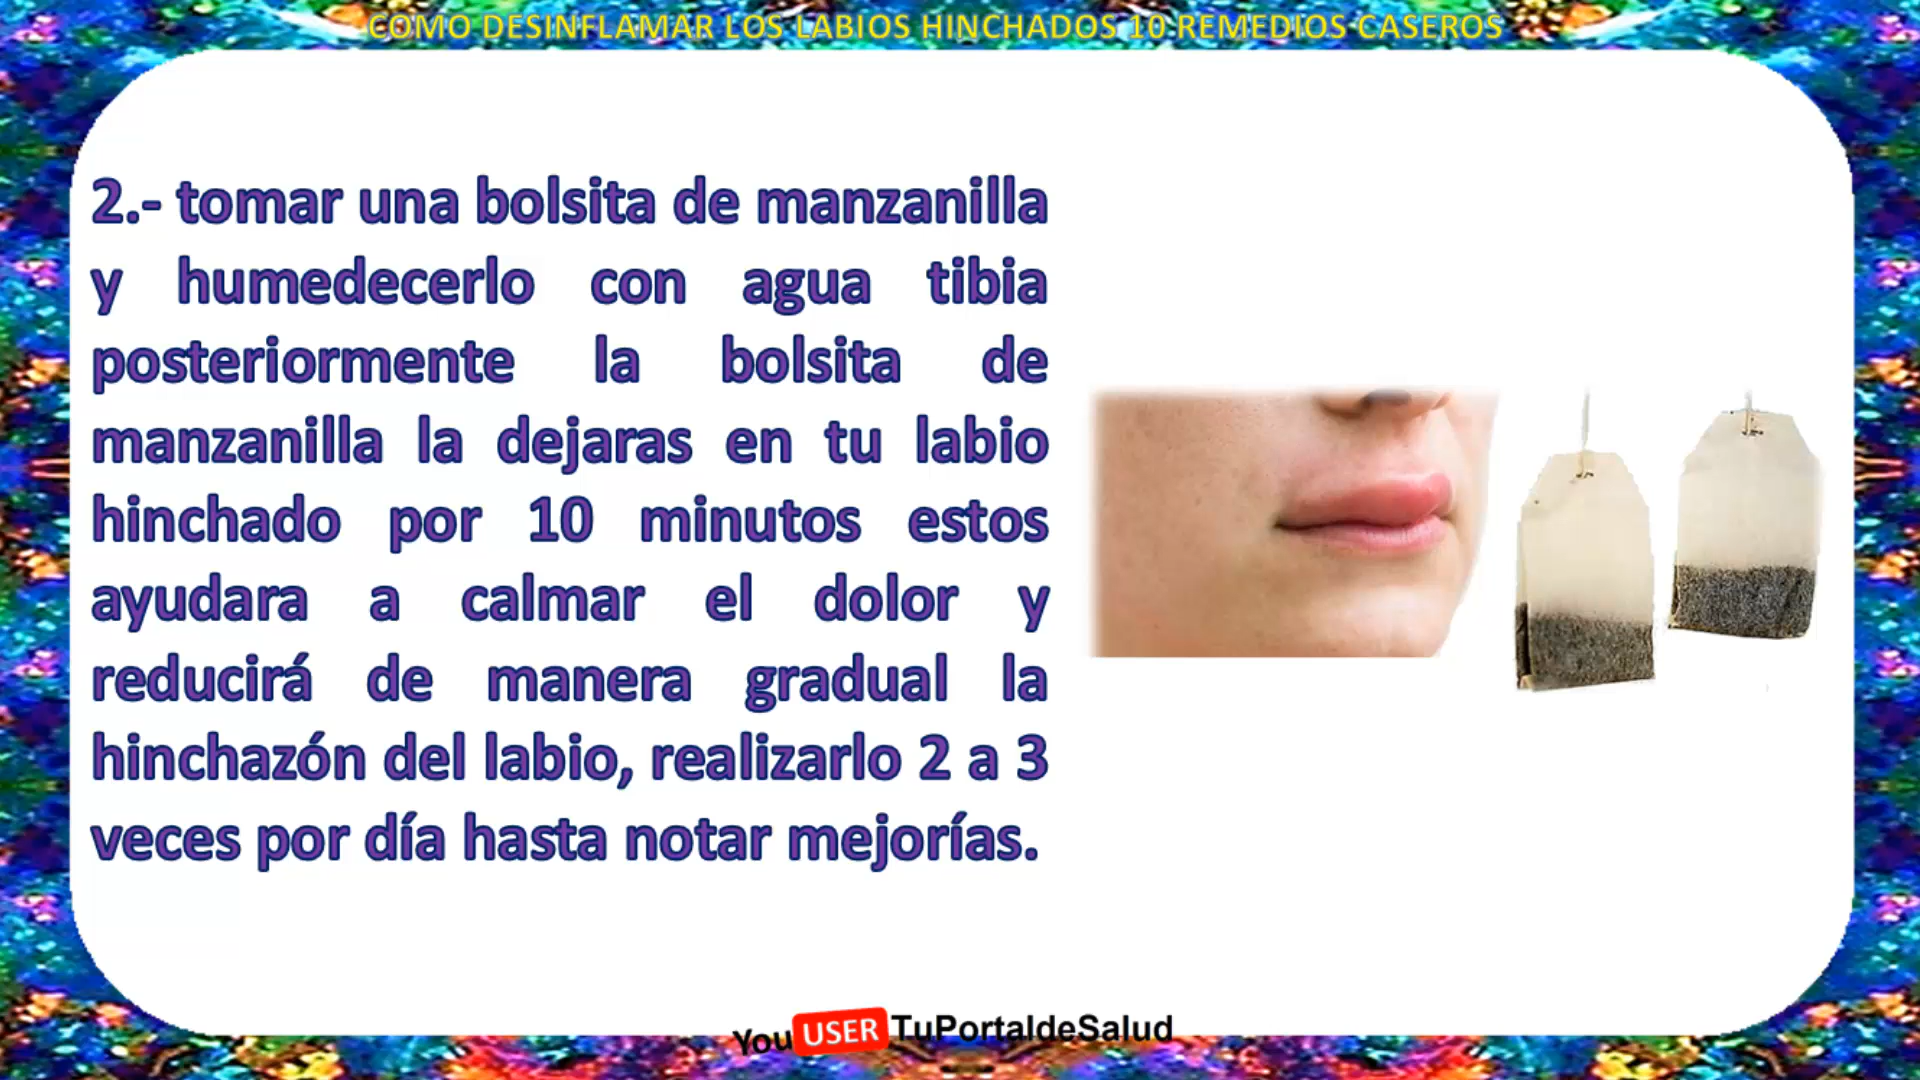 COMO DESINFLAMAR LOS LABIOS HINCHADOS 10 REMEDIOS CASEROS
2.- tomar una bolsita de manzanilla
y humedecerlo con agua tibia
posteriormente la bolsita de
manzanilla la dejaras en tu labio
hinchado por 10 minutos estos
ayudara a calmar el dolor y
reducirá de manera gradual la
hinchazón del labio, realizarlo 2 a 3
veces por día hasta notar mejorías.
You USER TuPortaldeSalud